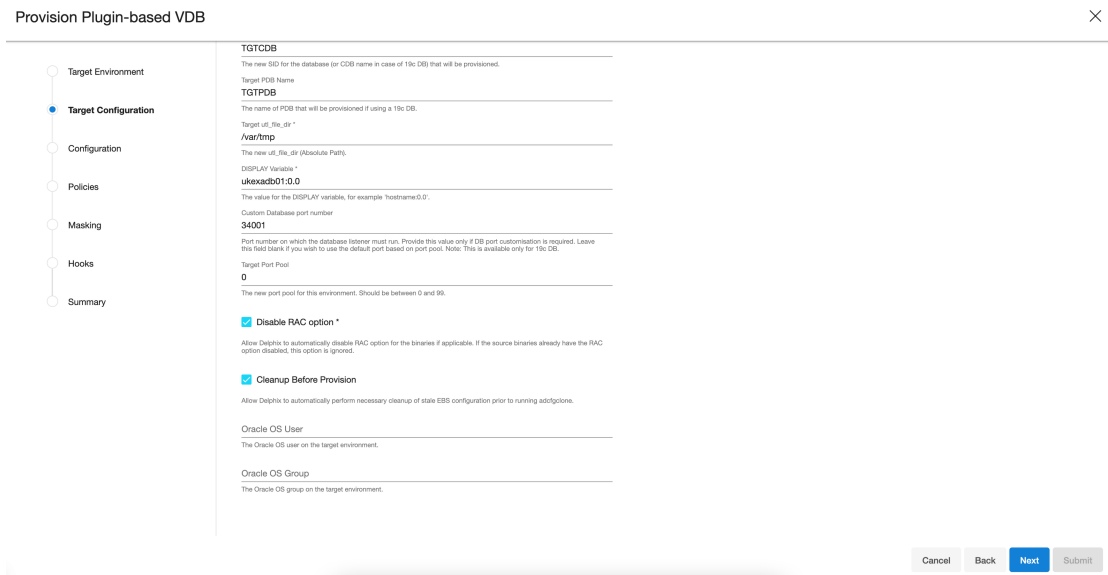 Provision Plugin-based VDB
Target Environment
Target Configuration
Configuration
Policies
Masking
Hooks
Summary
TGTCDB
The new SID for the database (or CDB name in case of 19c DB) that will be provisioned.
Target PDB Name
TGTPDB
The name of PDB that will be provisioned if using a 19c DB.
Target utl_file_dir *
/var/tmp
The new utl_file_dir (Absolute Path).
DISPLAY Variable *
ukexadb01:0.0
The value for the DISPLAY variable, for example 'hostname:0.0'.
Custom Database port number
34001
Port number on which the database listener must run. Provide this value only if DB port customisation is required. Leave
this field blank if you wish to use the default port based on port pool. Note: This is available only for 19c DB.
Target Port Pool
0
The new port pool for this environment. Should be between 0 and 99.
Disable RAC option *
Allow Delphix to automatically disable RAC option for the binaries if applicable. If the source binaries already have the RAC
option disabled, this option is ignored.
Cleanup Before Provision
Allow Delphix to automatically perform necessary cleanup of stale EBS configuration prior to running adcfgclone.
Oracle OS User
The Oracle OS user on the target environment.
Oracle OS Group
The Oracle OS group on the target environment.
Cancel
Back
Next
Submit